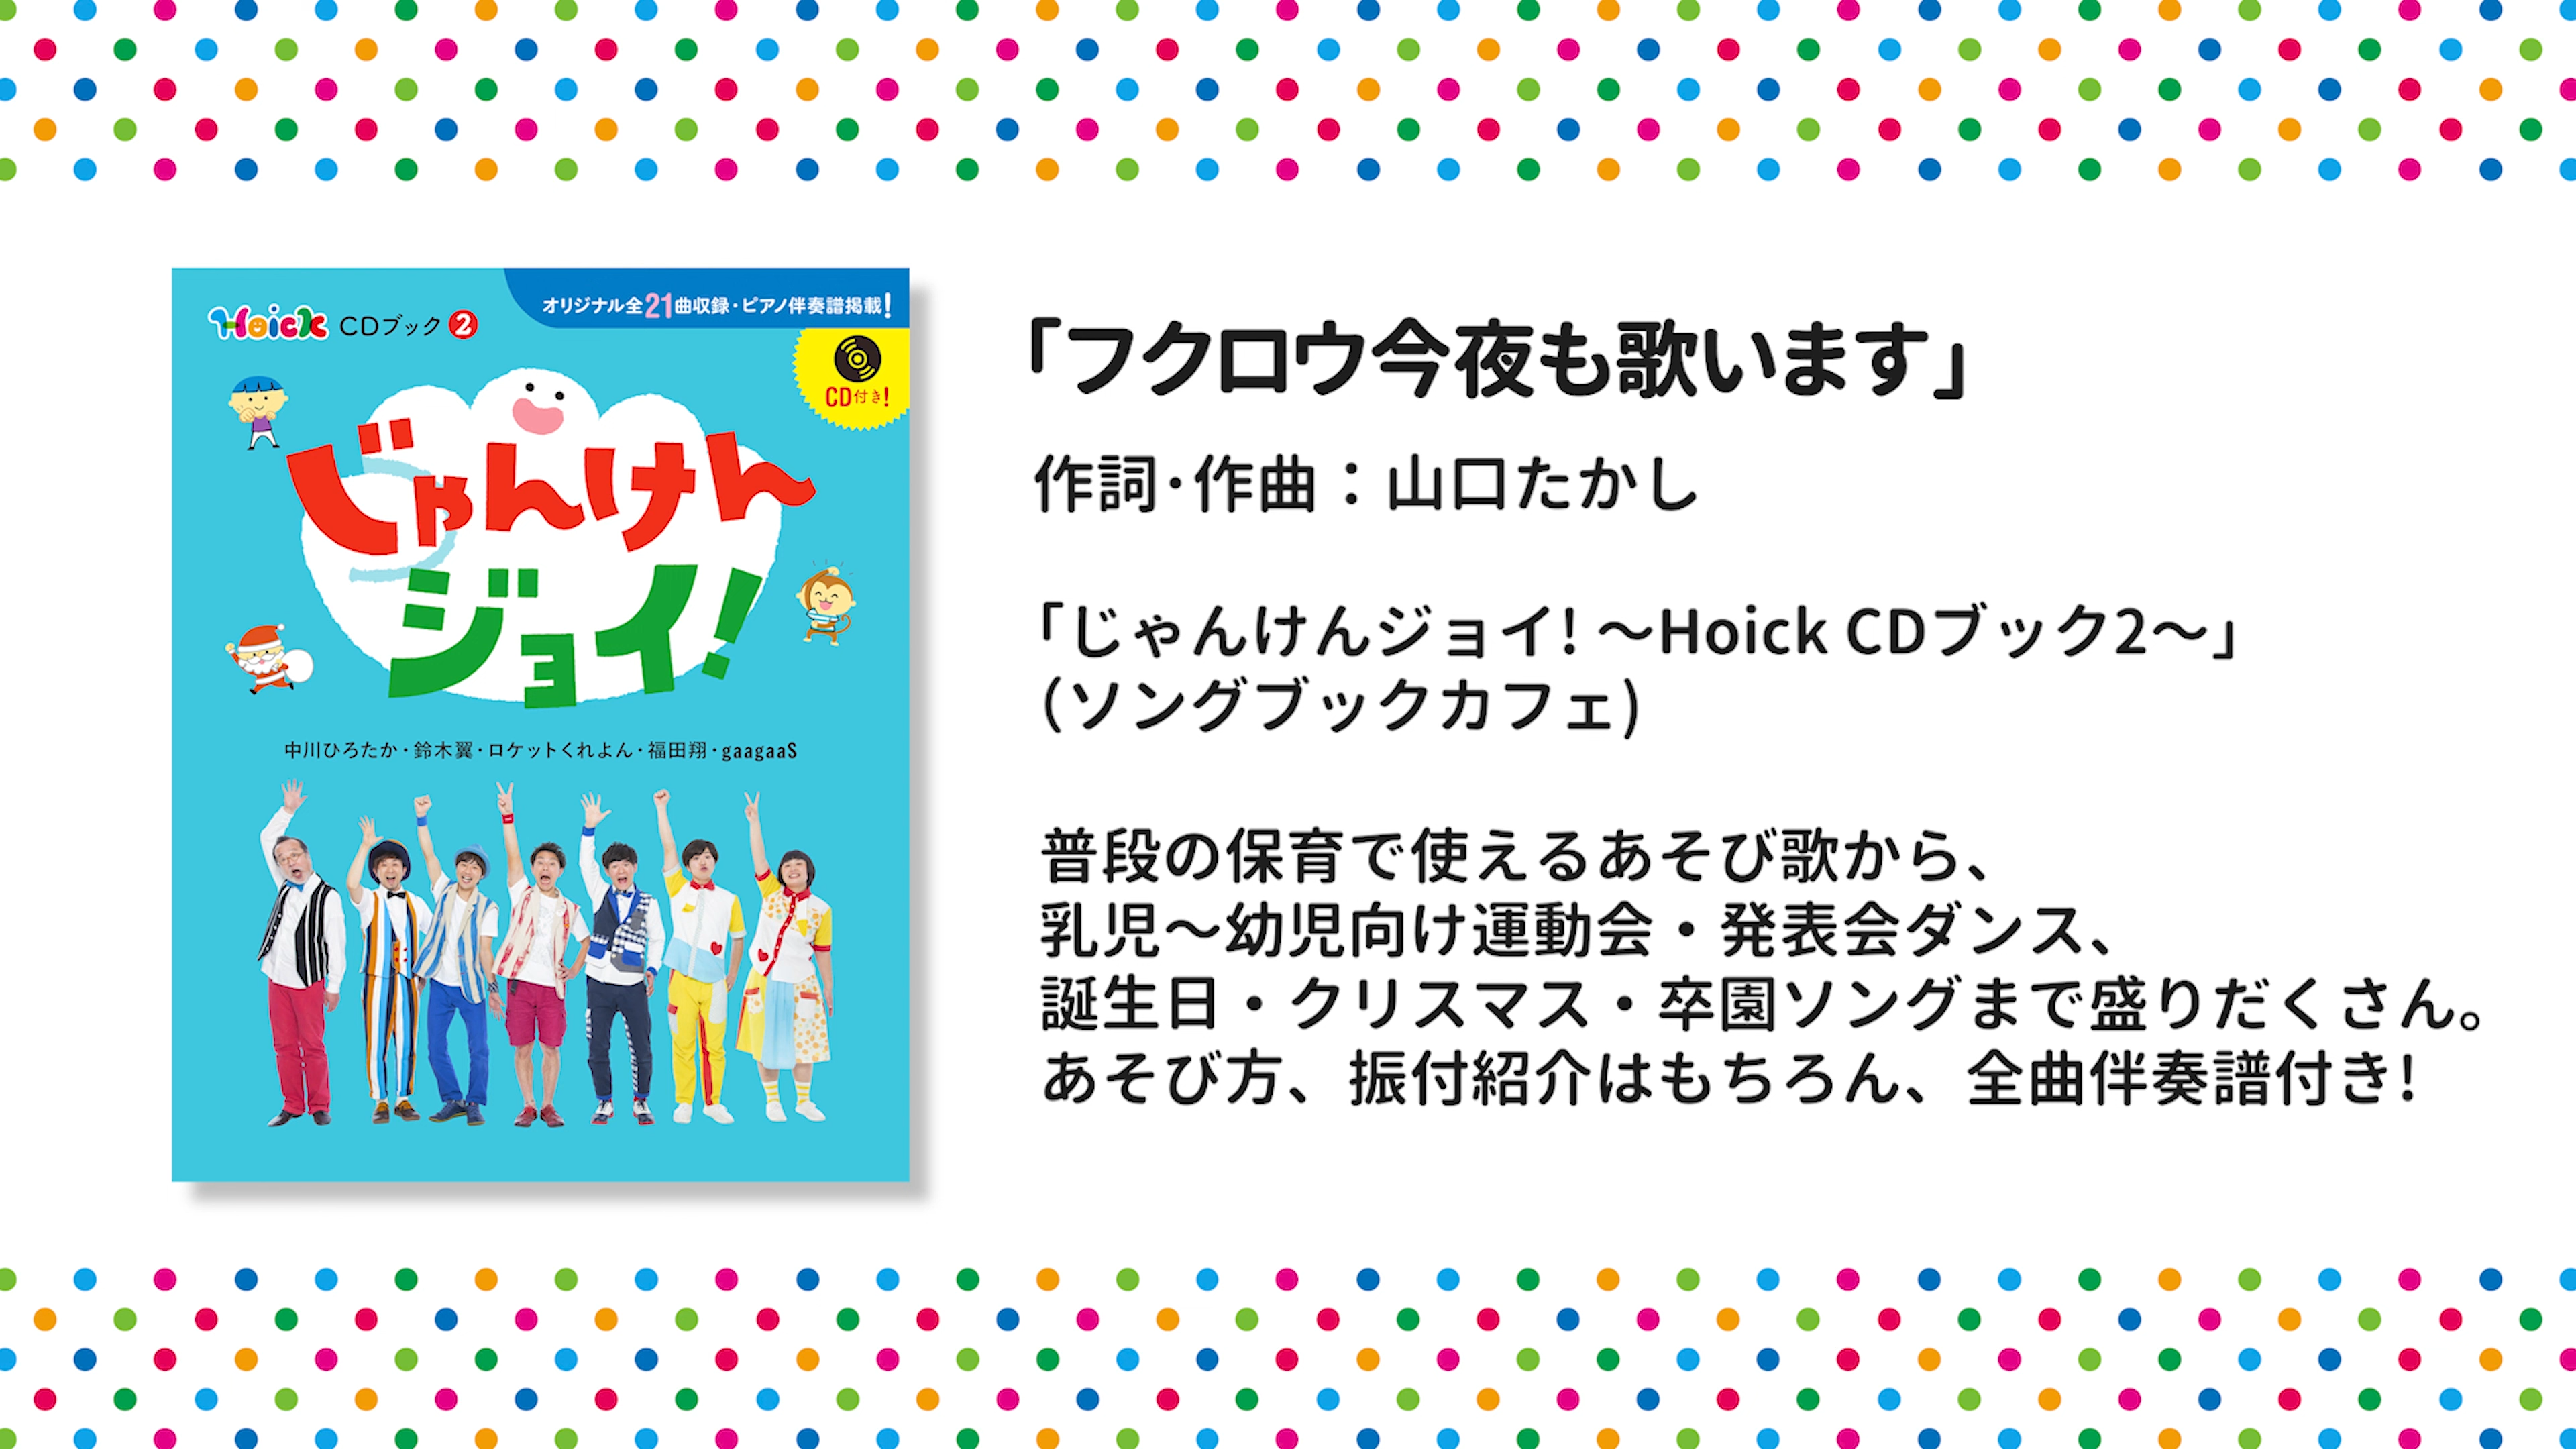 Hoick CDブック2
オリジナル全21曲収録・ピアノ伴奏譜掲載!
CD付き!
じゃんけん
ジョイ!
中川ひろたか・鈴木翼・ロケットくれよん・福田翔・gaagaaS
「フクロウ今夜も歌います」
作詞・作曲：山口たかし
「じゃんけんジョイ! 〜Hoick CDブック2〜」
(ソングブックカフェ)
普段の保育で使えるあそび歌から、
乳児〜幼児向け運動会・発表会ダンス、
誕生日・クリスマス・卒園ソングまで盛りだくさん。
あそび方、振付紹介はもちろん、全曲伴奏譜付き!